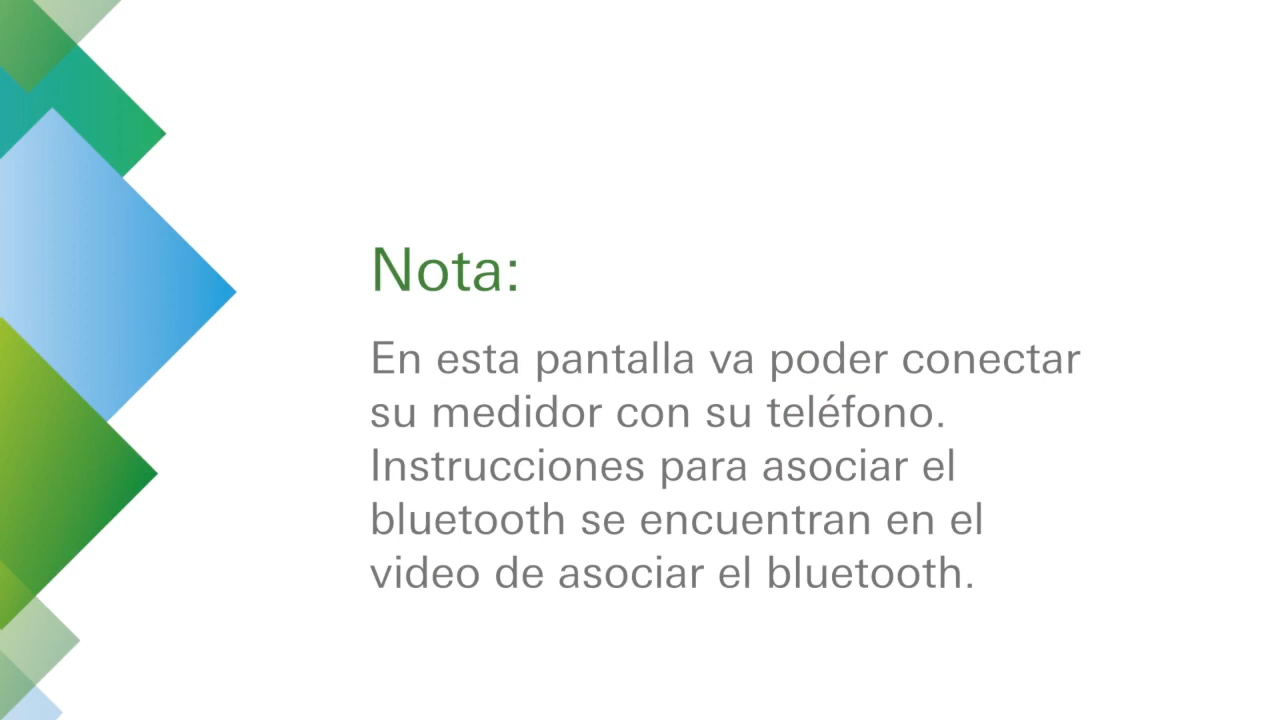 Nota:
En esta pantalla va poder conectar
su medidor con su teléfono.
Instrucciones para asociar el
bluetooth se encuentran en el
video de asociar el bluetooth.